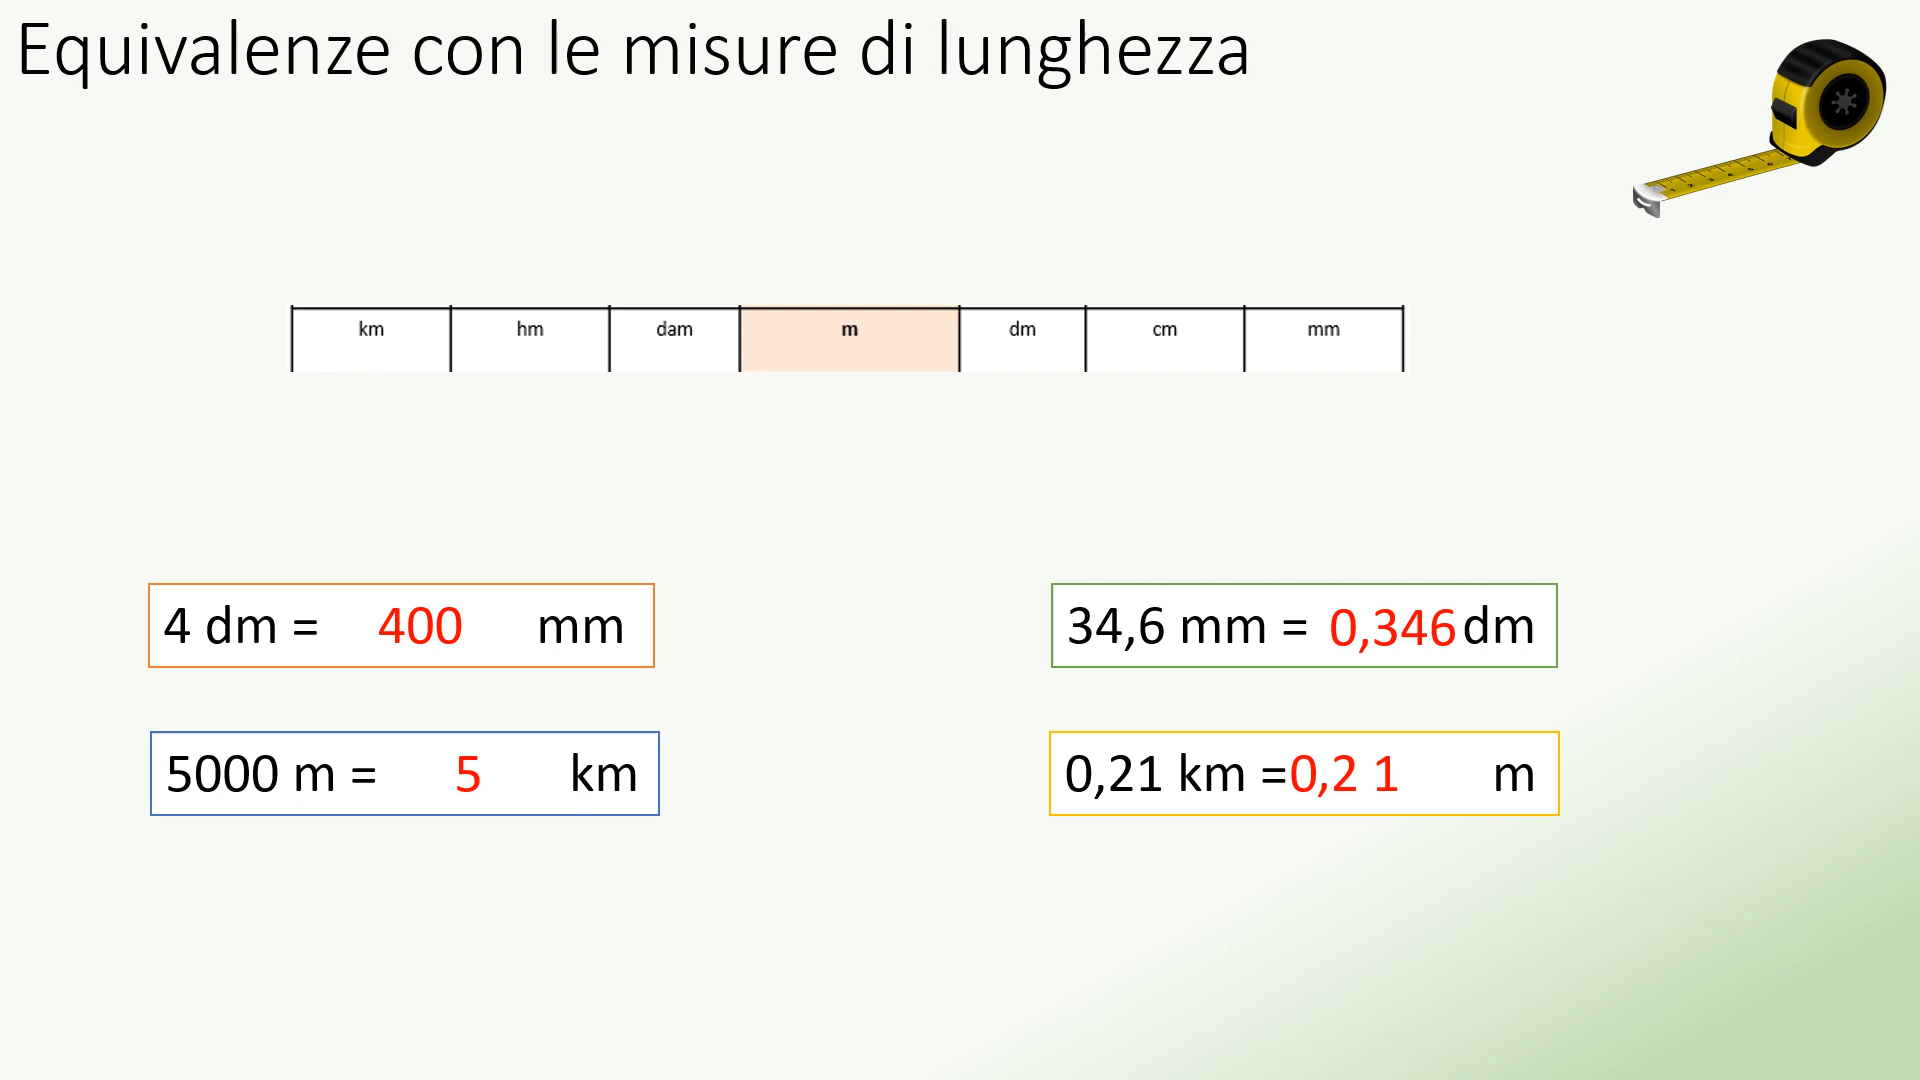 Equivalenze con le misure di lunghezza
km hm dam m dm cm mm
4 dm = 400 mm
34,6 mm = 0,346 dm
5000 m = 5 km
0,21 km =0,2 1 m